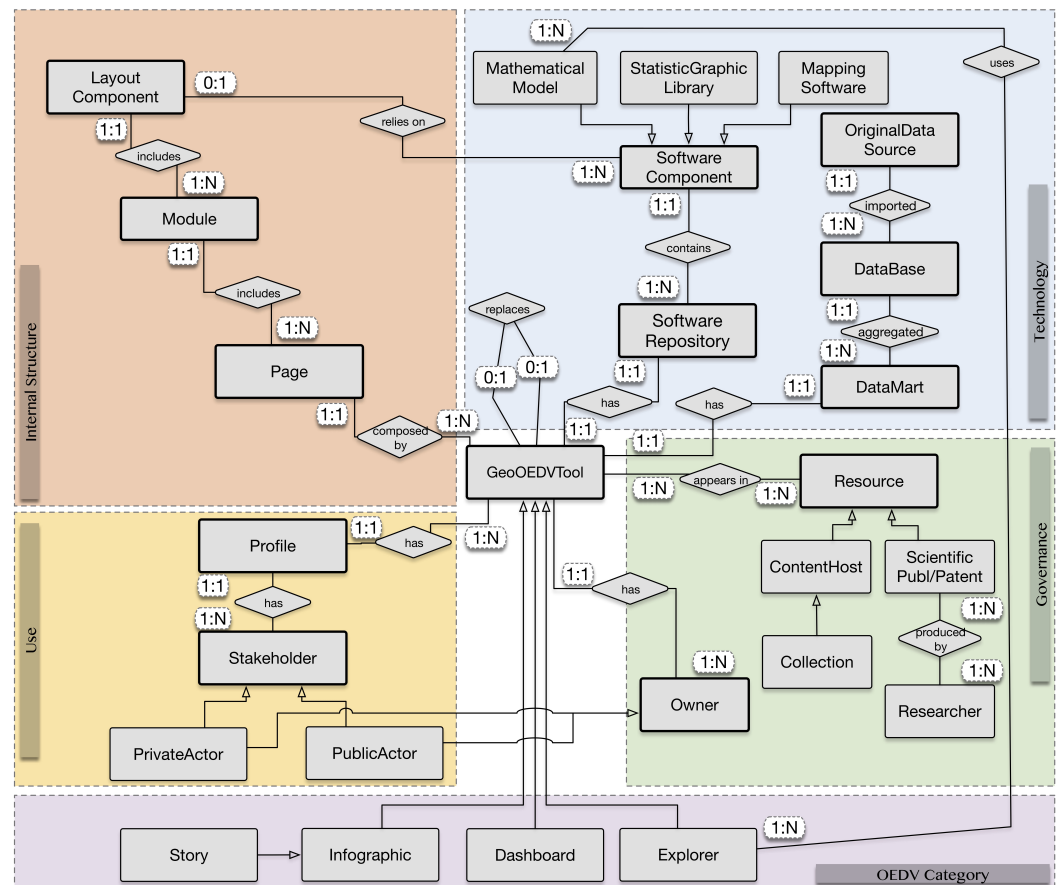 Layout
Component
0:1
1:1
includes
1:N
Module
1:1
includes
1:N
Page
1:1
composed
by
1:N
Internal Structure
relies on
1:N
1:N
Mathematical
Model
StatisticGraphic
Library
Mapping
Software
uses
Software
Component
1:1
contains
1:N
Software
Repository
1:1
has
1:1
OriginalData
Source
1:1
imported
1:N
DataBase
1:1
aggregated
1:N
DataMart
1:1
has
1:1
replaces
0:1
0:1
Technology
GeoOEDVTool
1:N
appears in
1:N
Resource
ContentHost
Scientific
Publ/Patent
1:N
produced
by
1:N
Researcher
Collection
Governance
1:1
has
1:N
Owner
Profile
1:1
has
1:N
1:1
has
1:N
Stakeholder
PrivateActor
PublicActor
Use
Story
Infographic
Dashboard
Explorer
1:N
OEDV Category